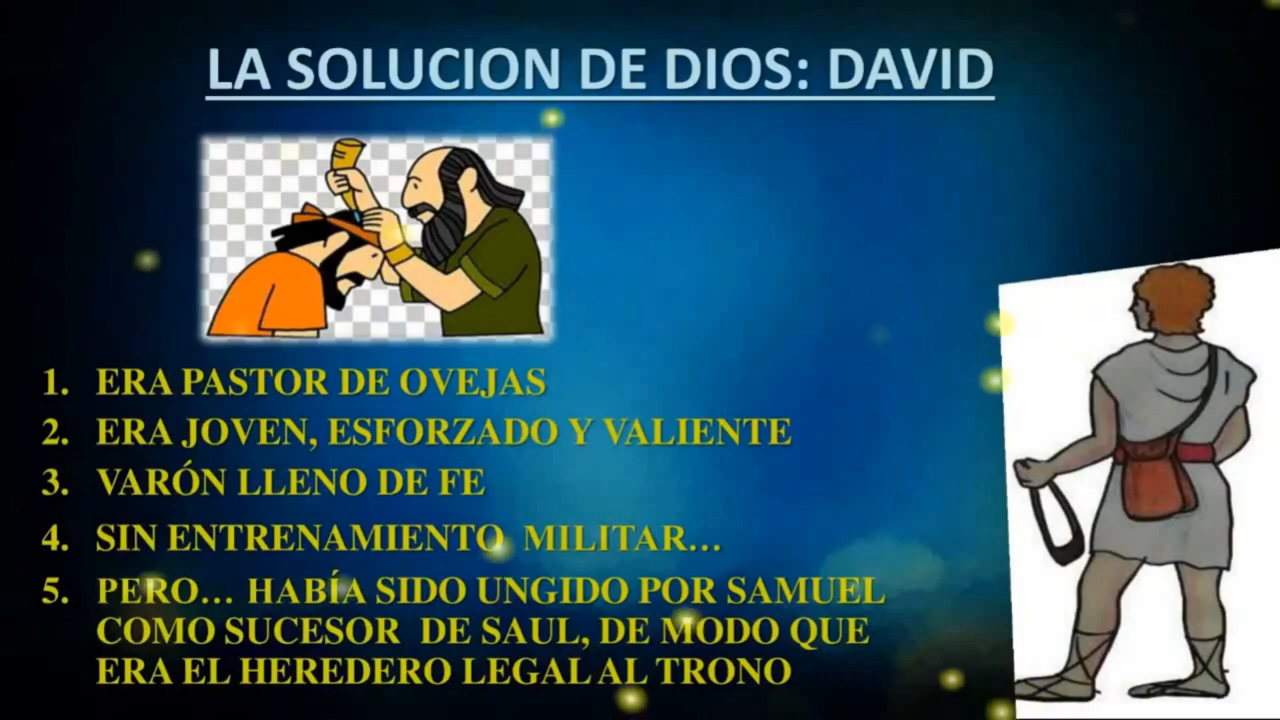 LA SOLUCION DE DIOS: DAVID
1. ERA PASTOR DE OVEJAS
2. ERA JOVEN, ESFORZADO Y VALIENTE
3. VARÓN LLENO DE FE
4. SIN ENTRENAMIENTO MILITAR…
5. PERO… HABÍA SIDO UNGIDO POR SAMUEL
COMO SUCESOR DE SAUL, DE MODO QUE
ERA EL HEREDERO LEGAL AL TRONO